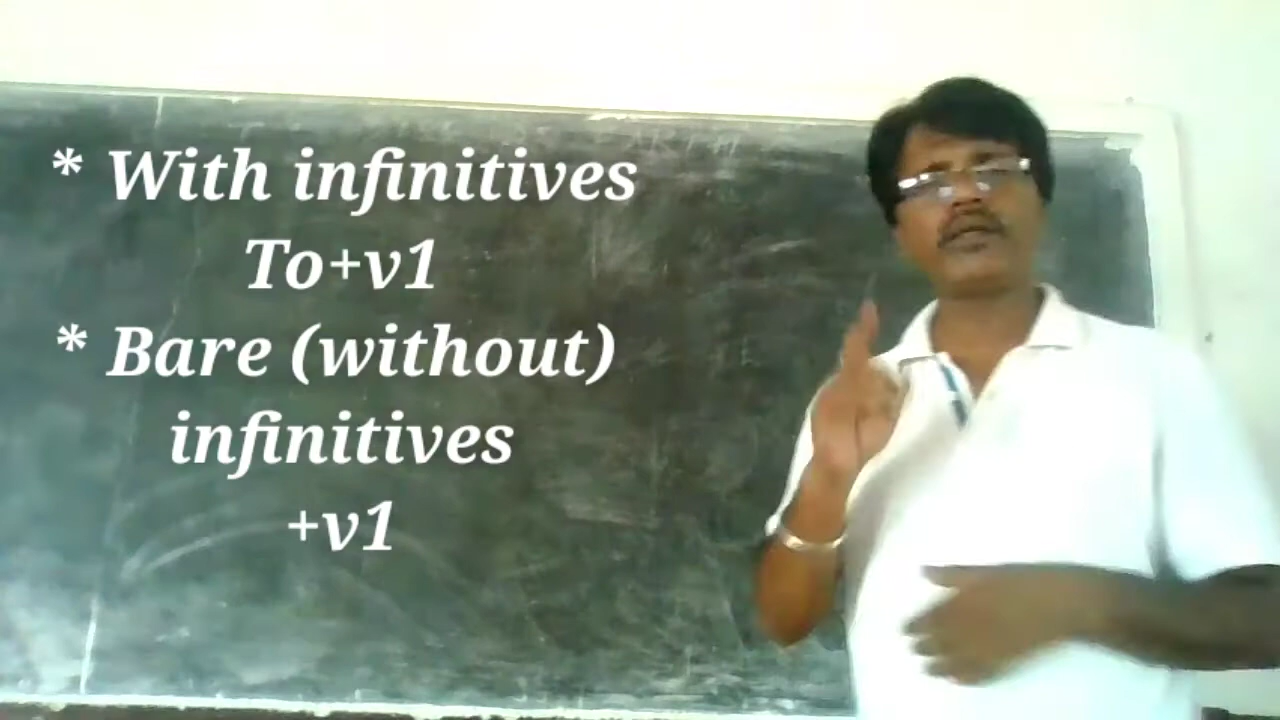 * With infinitives
To+v1
* Bare (without)
infinitives
+v1